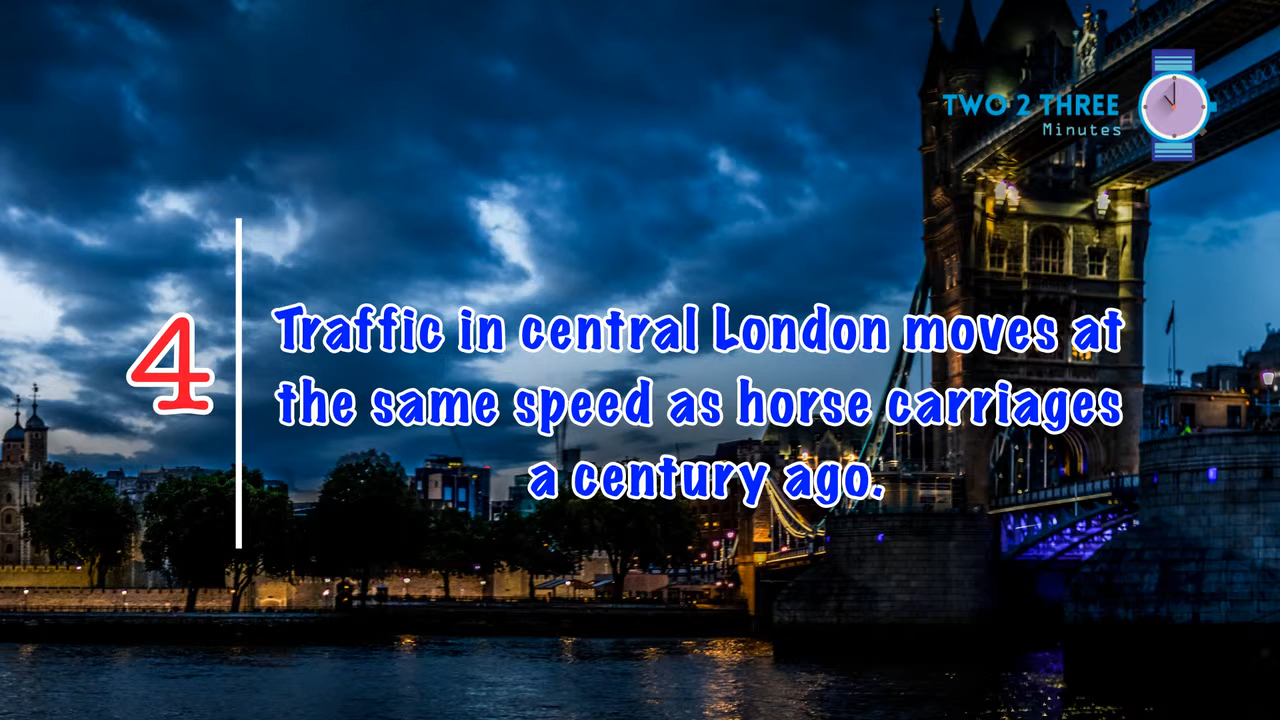 TWO 2 THREE
Minutes
4
Traffic in central London moves at
the same speed as horse carriages
a century ago.